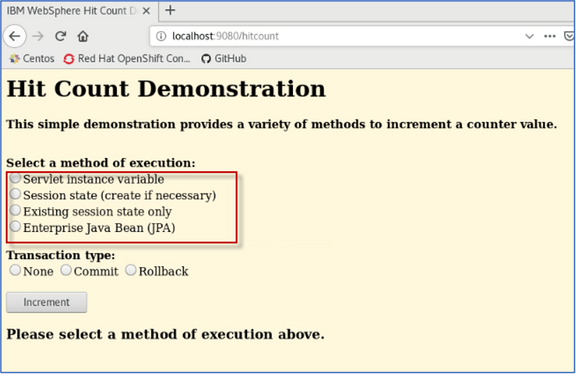 IBM WebSphere Hit Count D
localhost:9080/hitcount
Centos Red Hat OpenShift Con... GitHub
Hit Count Demonstration
This simple demonstration provides a variety of methods to increment a counter value.
Select a method of execution:
Servlet instance variable
Session state (create if necessary)
Existing session state only
Enterprise Java Bean (JPA)
Transaction type:
None Commit Rollback
Increment
Please select a method of execution above.